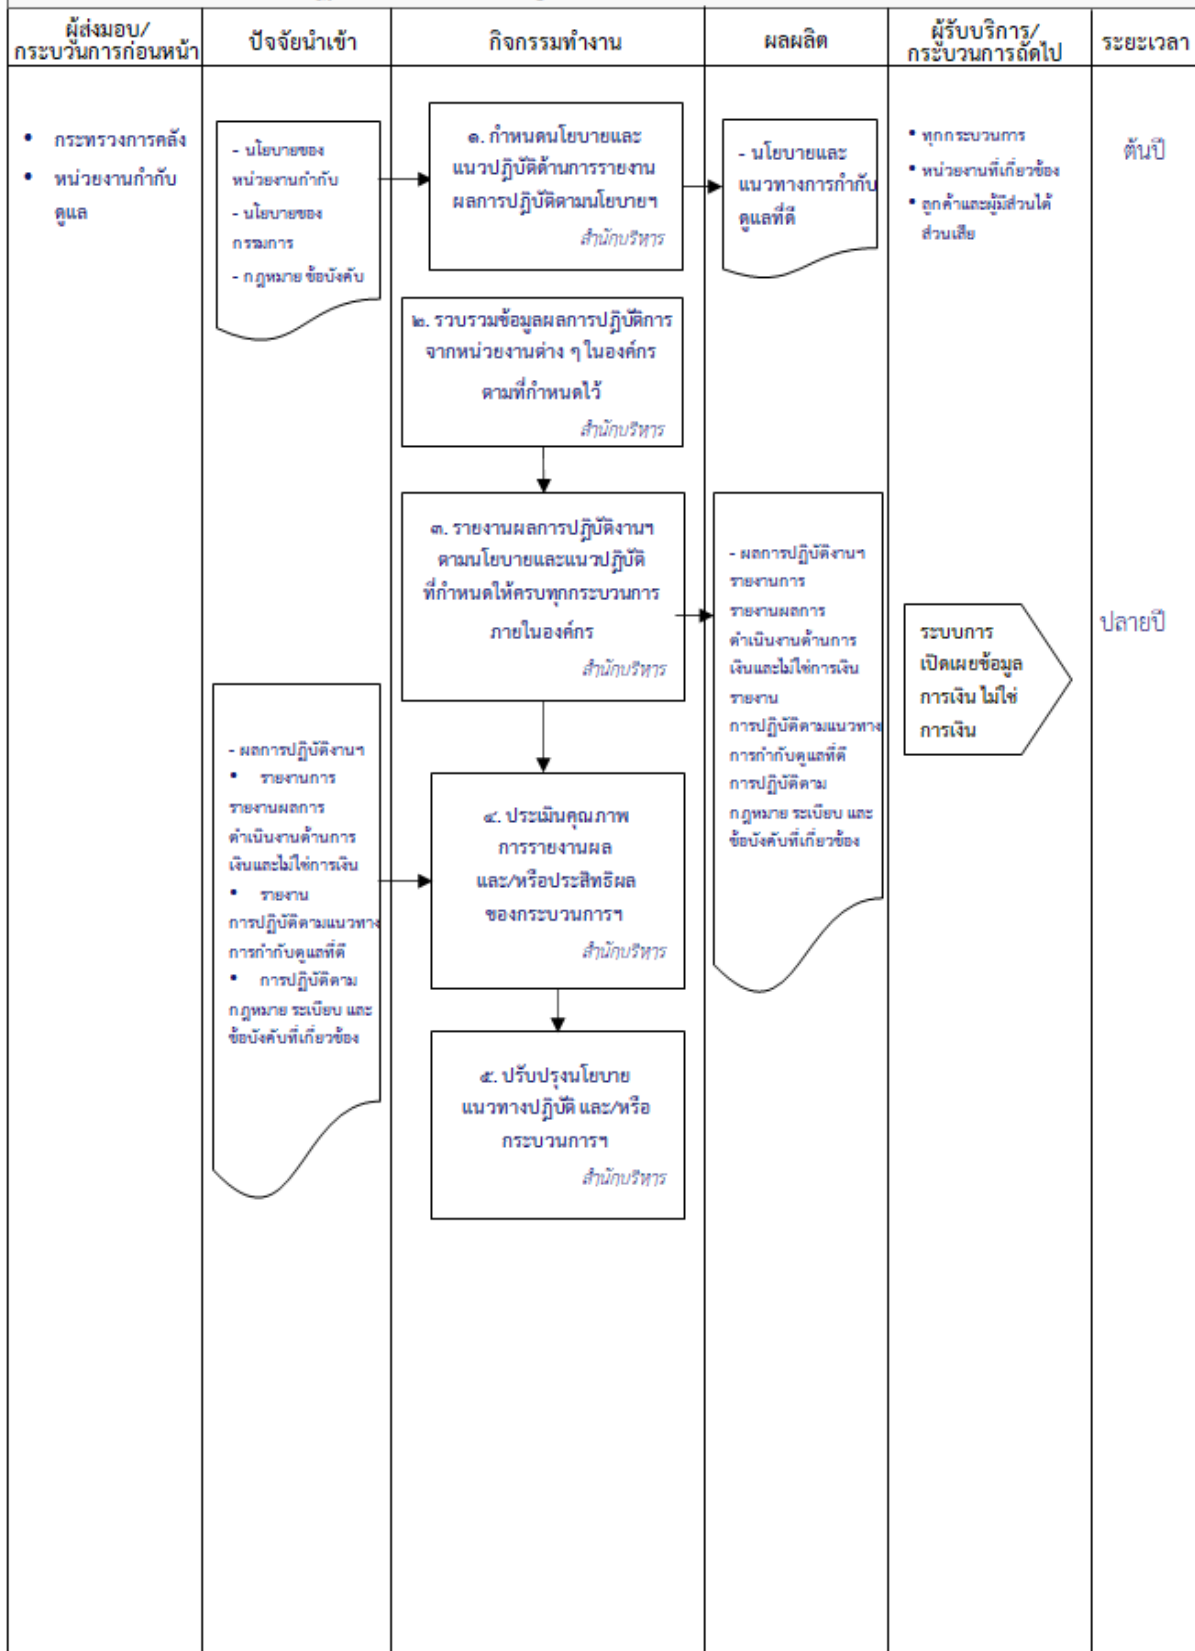 ผู้ส่งมอบ/
กระบวนการก่อนหน้า
ปัจจัยนำเข้า
กิจกรรมทำงาน
ผลผลิต
ผู้รับบริการ/
กระบวนการถัดไป
ระยะเวลา
• กระทรวงการคลัง
• หน่วยงานกำกับ
ดูแล
- นโยบายของ
หน่วยงานกำกับ
- นโยบายของ
กรรมการ
- กฎหมาย ข้อบังคับ
๑. กำหนดนโยบายและ
แนวปฏิบัติด้านการรายงาน
ผลการปฏิบัติตามนโยบายฯ
สำนักบริหาร
- นโยบายและ
แนวทางการกำกับ
ดูแลที่ดี
• ทุกกระบวนการ
• หน่วยงานที่เกี่ยวข้อง
• ลูกค้าและผู้มีส่วนได้
ส่วนเสีย
ต้นปี
๒. รวบรวมข้อมูลผลการปฏิบัติการ
จากหน่วยงานต่าง ๆ ในองค์กร
ตามที่กำหนดไว้
สำนักบริหาร
๓. รายงานผลการปฏิบัติงานฯ
ตามนโยบายและแนวปฏิบัติ
ที่กำหนดให้ครบทุกกระบวนการ
ภายในองค์กร
สำนักบริหาร
- ผลการปฏิบัติงานฯ
รายงานการ
รายงานผลการ
ดำเนินงานด้านการ
เงินและไม่ใช่การเงิน
รายงาน
การปฏิบัติตามแนวทาง
การกำกับดูแลที่ดี
การปฏิบัติตาม
กฎหมาย ระเบียบ และ
ข้อบังคับที่เกี่ยวข้อง
ระบบการ
เปิดเผยข้อมูล
การเงิน ไม่ใช่
การเงิน
ปลายปี
- ผลการปฏิบัติงานฯ
• รายงานการ
รายงานผลการ
ดำเนินงานด้านการ
เงินและไม่ใช่การเงิน
• รายงาน
การปฏิบัติตามแนวทาง
การกำกับดูแลที่ดี
• การปฏิบัติตาม
กฎหมาย ระเบียบ และ
ข้อบังคับที่เกี่ยวข้อง
๔. ประเมินคุณภาพ
การรายงานผล
และ/หรือประสิทธิผล
ของกระบวนการฯ
สำนักบริหาร
๕. ปรับปรุงนโยบาย
แนวทางปฏิบัติ และ/หรือ
กระบวนการฯ
สำนักบริหาร